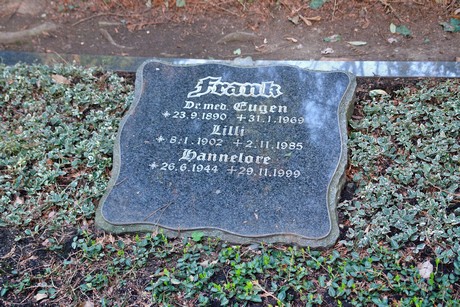 Frank
Dr. med. Eugen
*23.9.1890 +31.1.1969
Lilli
*8.1.1902 +2.11.1985
Hannelore
*26.6.1944 +29.11.1999